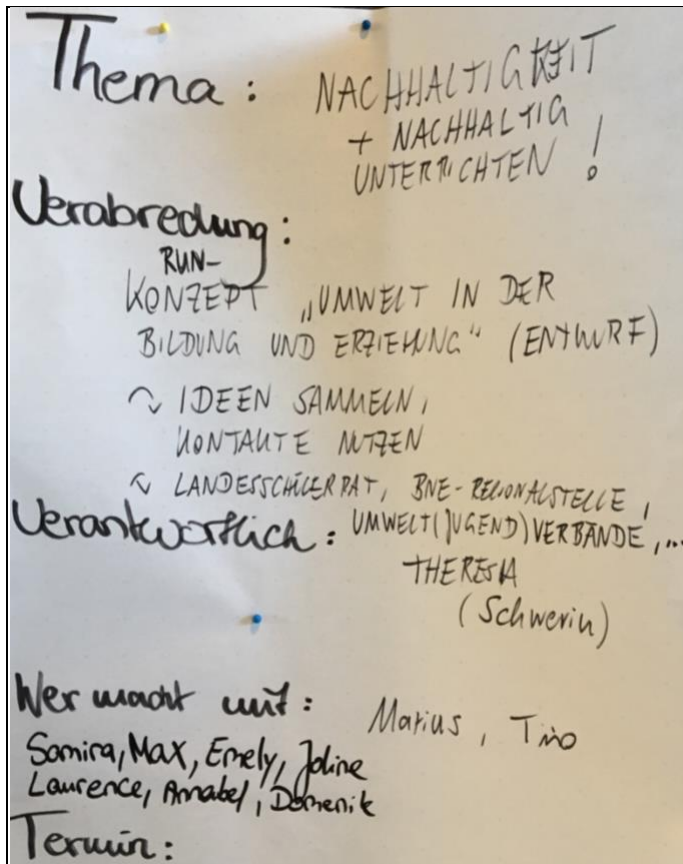 Thema : NACHHALTIGKEIT
+ NACHHALTIG
UNTERRICHTEN !
Verabredung :
RUN-
KONZEPT „UMWELT IN DER
BILDUNG UND ERZIEHUNG“ (ENTWURF)
↷ IDEEN SAMMELN,
KONTAKTE NUTZEN
↷ LANDESSCHÜLERRAT, BNE-REGIONALSTELLE,
Verantwortlich : UMWELT(JUGEND)VERBÄNDE,...
THERESIA
(Schwerin)
Wer macht mit : Marius, Tino
Samira, Max, Emely, Joline
Laurence, Annabel, Domenik
Termin :